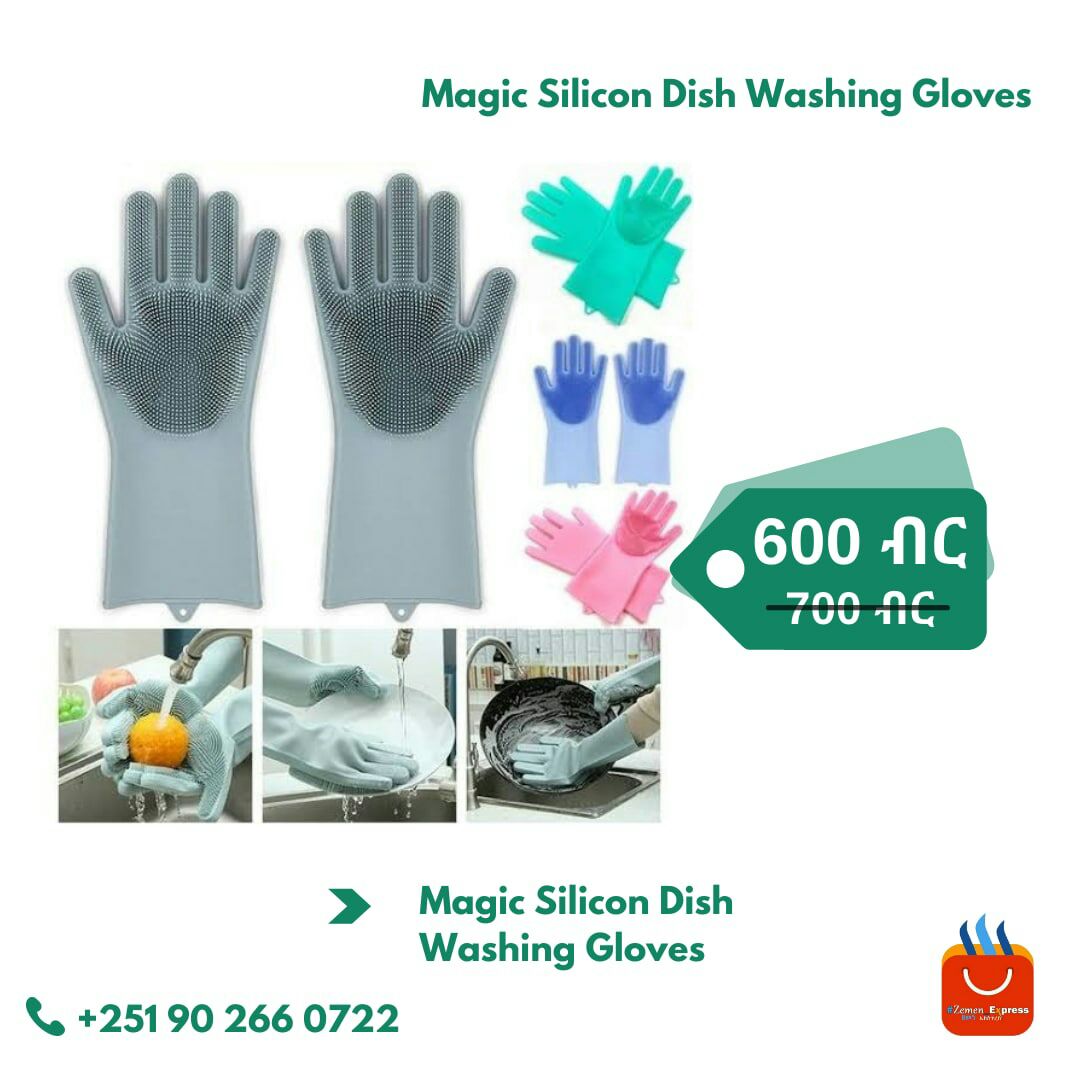 Magic Silicon Dish Washing Gloves
600 ብር
700 ብር
Magic Silicon Dish
Washing Gloves
+251 90 266 0722
#Zemen Express